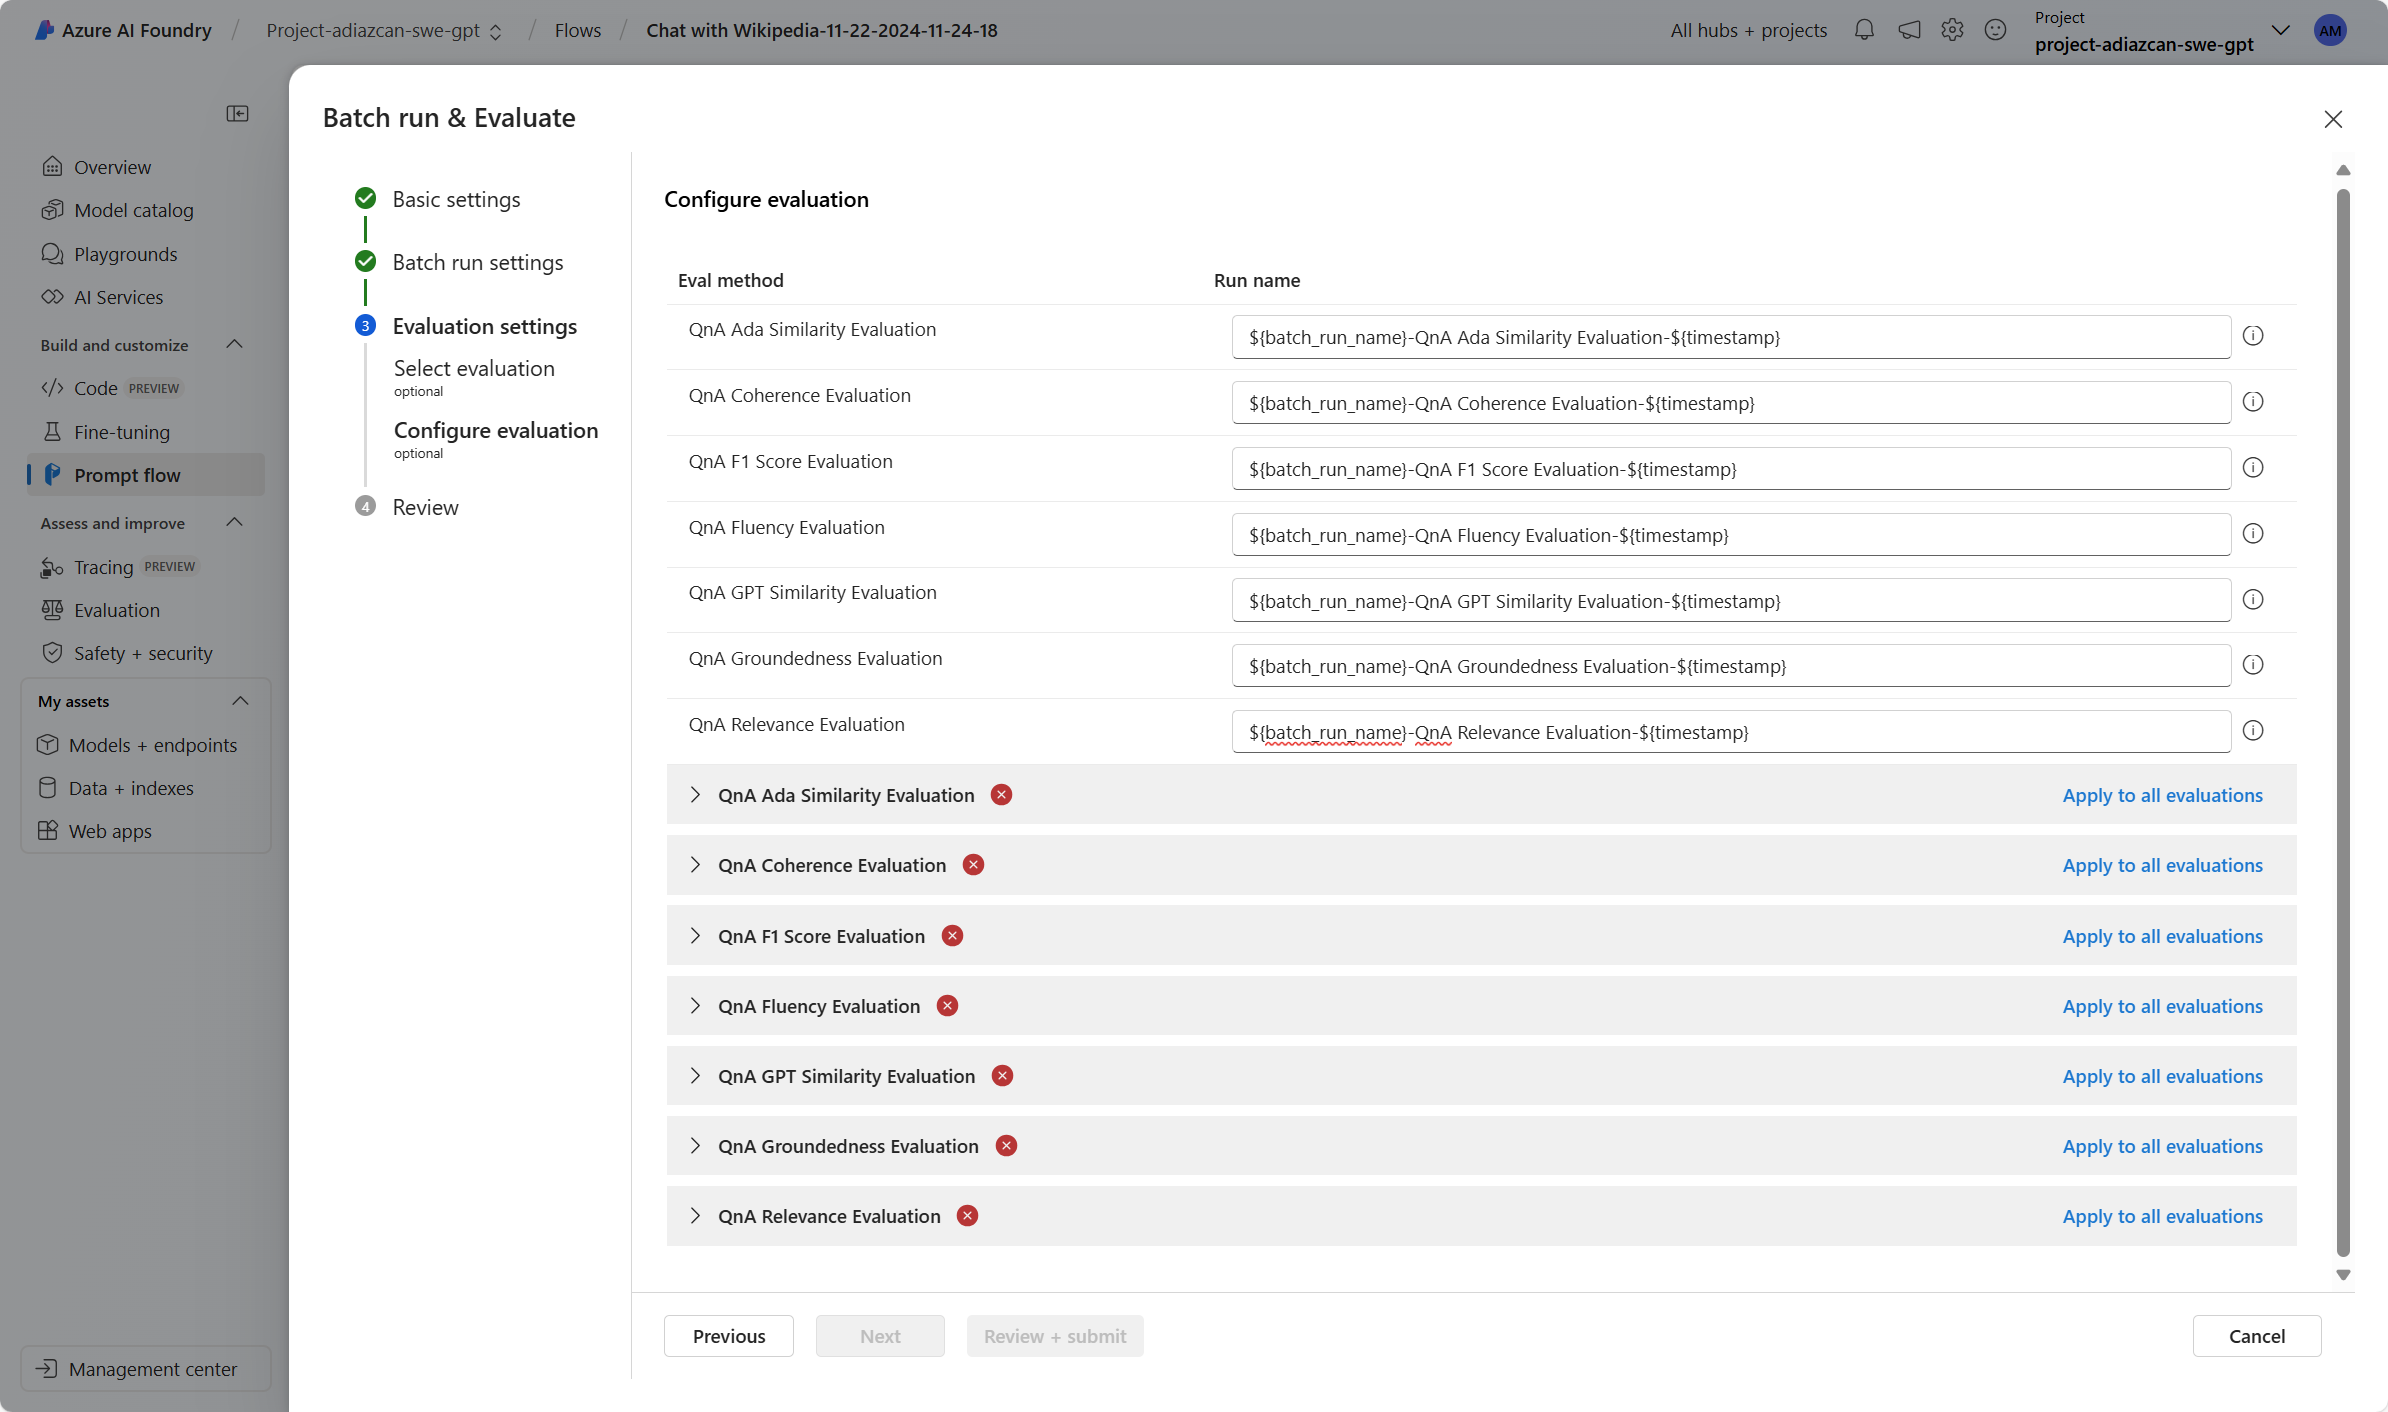 Azure AI Foundry / Project-adiazcan-swe-gpt / Flows / Chat with Wikipedia-11-22-2024-11-24-18
All hubs + projects
Project
project-adiazcan-swe-gpt
AM
Overview
Model catalog
Playgrounds
AI Services
Build and customize
Code PREVIEW
Fine-tuning
Prompt flow
Assess and improve
Tracing PREVIEW
Evaluation
Safety + security
My assets
Models + endpoints
Data + indexes
Web apps
Management center
Batch run & Evaluate
Basic settings
Batch run settings
3 Evaluation settings
Select evaluation
optional
Configure evaluation
optional
4 Review
Configure evaluation
Eval method Run name
QnA Ada Similarity Evaluation ${batch_run_name}-QnA Ada Similarity Evaluation-${timestamp}
QnA Coherence Evaluation ${batch_run_name}-QnA Coherence Evaluation-${timestamp}
QnA F1 Score Evaluation ${batch_run_name}-QnA F1 Score Evaluation-${timestamp}
QnA Fluency Evaluation ${batch_run_name}-QnA Fluency Evaluation-${timestamp}
QnA GPT Similarity Evaluation ${batch_run_name}-QnA GPT Similarity Evaluation-${timestamp}
QnA Groundedness Evaluation ${batch_run_name}-QnA Groundedness Evaluation-${timestamp}
QnA Relevance Evaluation ${batch_run_name}-QnA Relevance Evaluation-${timestamp}
QnA Ada Similarity Evaluation Apply to all evaluations
QnA Coherence Evaluation Apply to all evaluations
QnA F1 Score Evaluation Apply to all evaluations
QnA Fluency Evaluation Apply to all evaluations
QnA GPT Similarity Evaluation Apply to all evaluations
QnA Groundedness Evaluation Apply to all evaluations
QnA Relevance Evaluation Apply to all evaluations
Previous Next Review + submit Cancel